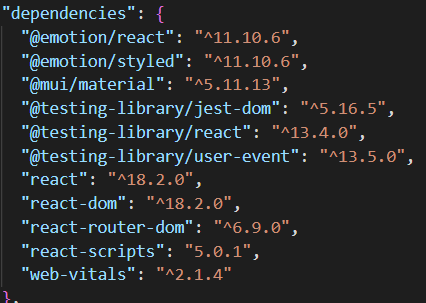 "dependencies": {
"@emotion/react": "^11.10.6",
"@emotion/styled": "^11.10.6",
"@mui/material": "^5.11.13",
"@testing-library/jest-dom": "^5.16.5",
"@testing-library/react": "^13.4.0",
"@testing-library/user-event": "^13.5.0",
"react": "^18.2.0",
"react-dom": "^18.2.0",
"react-router-dom": "^6.9.0",
"react-scripts": "5.0.1",
"web-vitals": "^2.1.4"
},